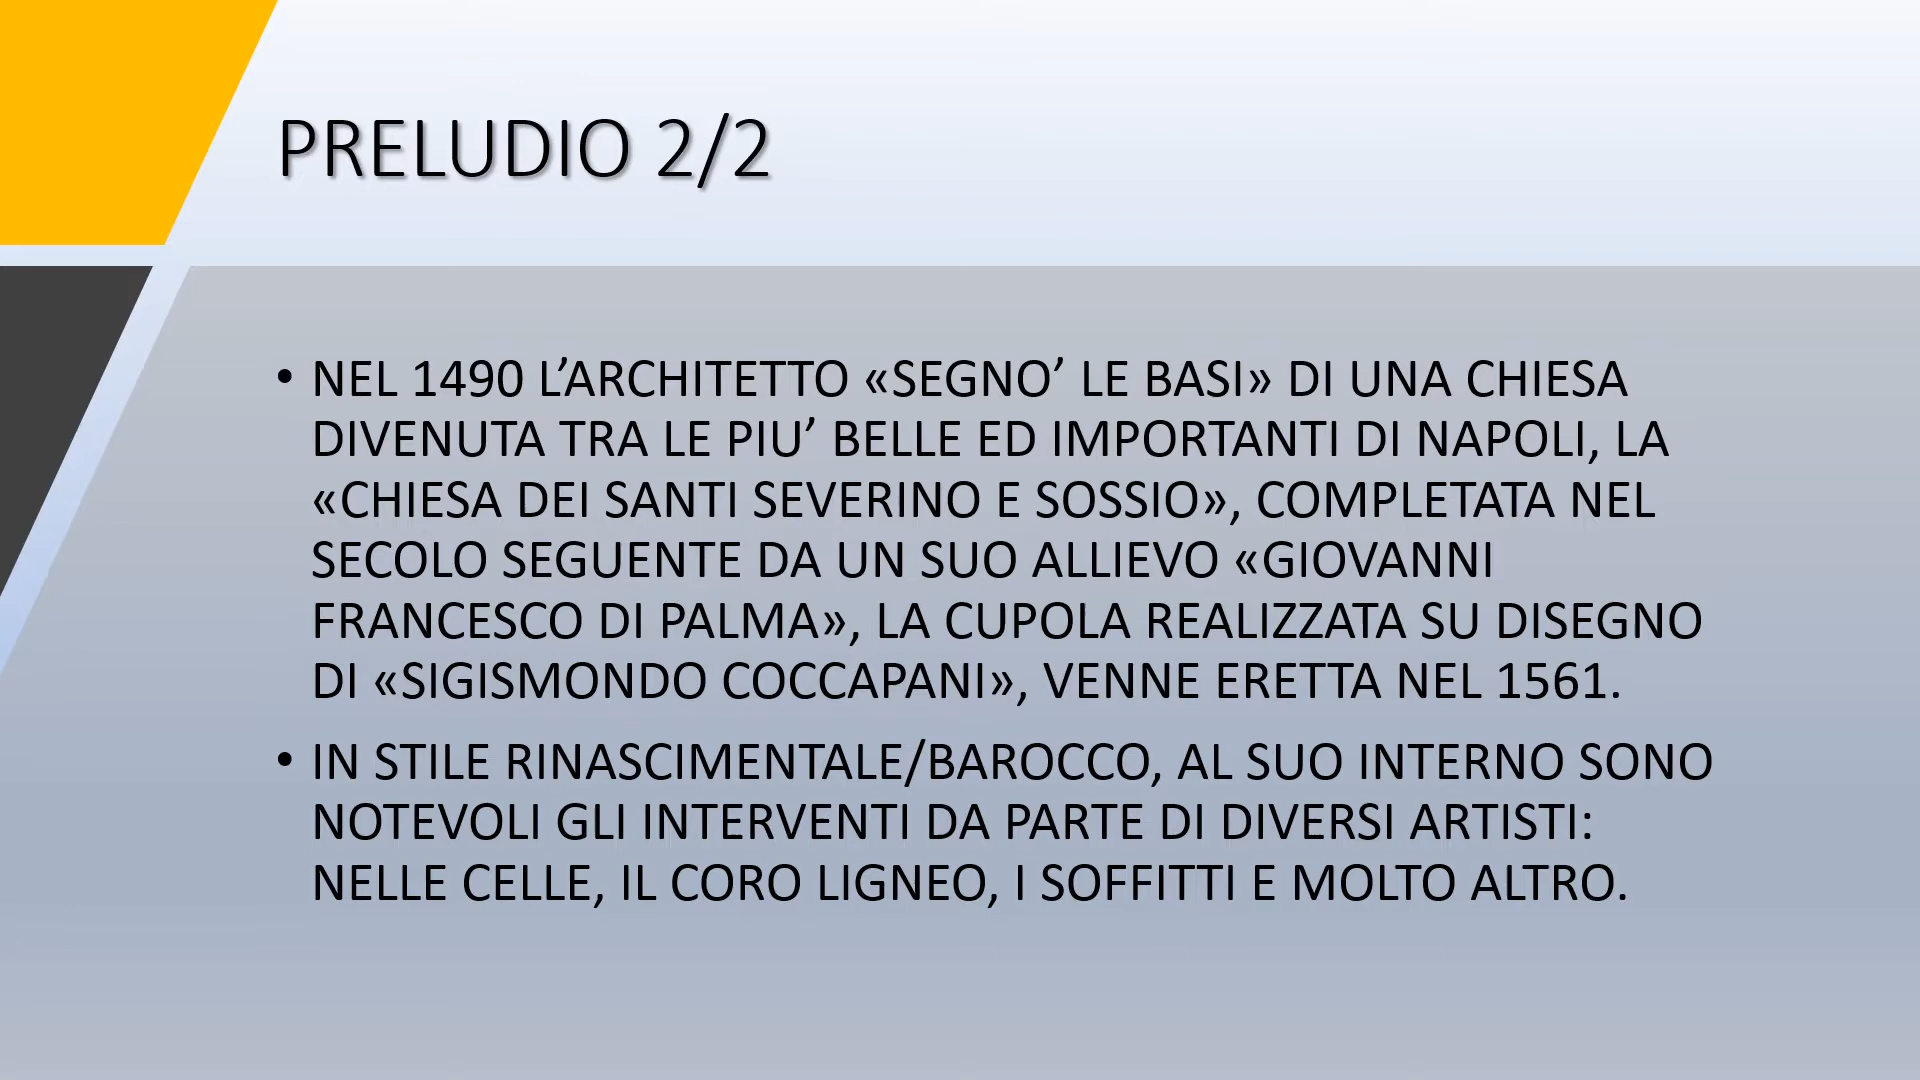 PRELUDIO 2/2
• NEL 1490 L’ARCHITETTO «SEGNO’ LE BASI» DI UNA CHIESA
DIVENUTA TRA LE PIU’ BELLE ED IMPORTANTI DI NAPOLI, LA
«CHIESA DEI SANTI SEVERINO E SOSSIO», COMPLETATA NEL
SECOLO SEGUENTE DA UN SUO ALLIEVO «GIOVANNI
FRANCESCO DI PALMA», LA CUPOLA REALIZZATA SU DISEGNO
DI «SIGISMONDO COCCAPANI», VENNE ERETTA NEL 1561.
• IN STILE RINASCIMENTALE/BAROCCO, AL SUO INTERNO SONO
NOTEVOLI GLI INTERVENTI DA PARTE DI DIVERSI ARTISTI:
NELLE CELLE, IL CORO LIGNEO, I SOFFITTI E MOLTO ALTRO.